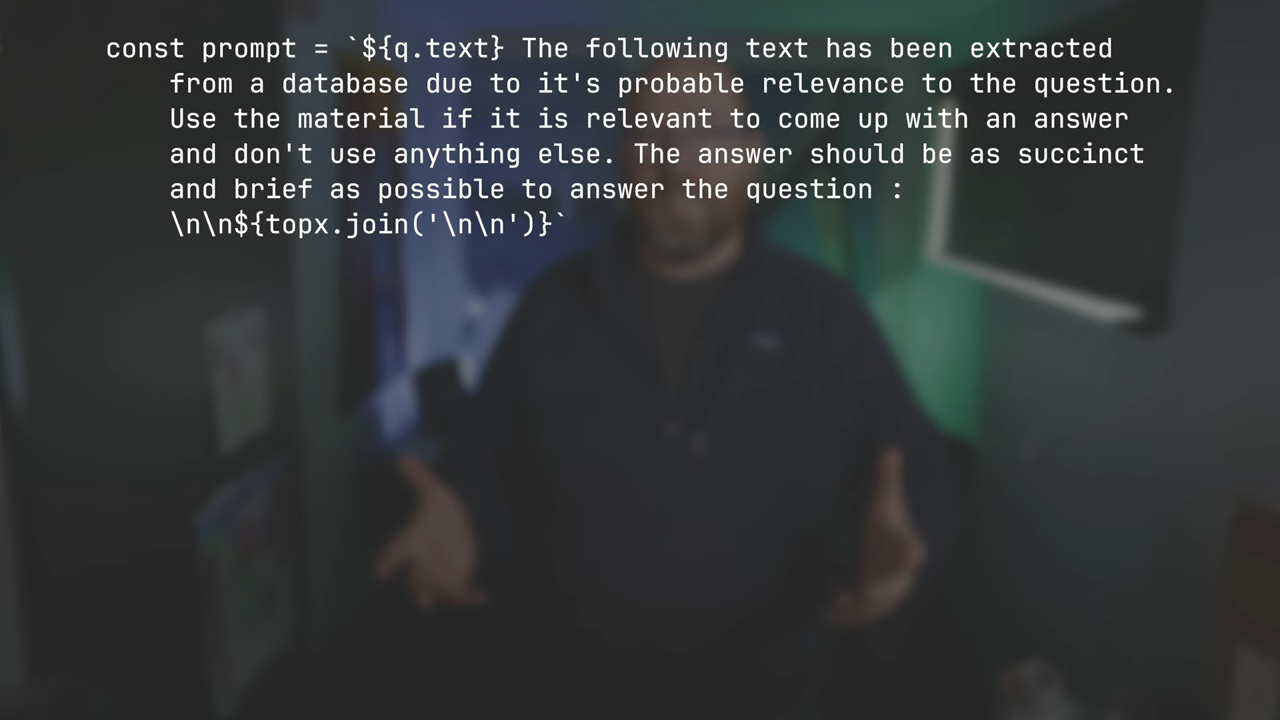 const prompt = `${q.text} The following text has been extracted
from a database due to it's probable relevance to the question.
Use the material if it is relevant to come up with an answer
and don't use anything else. The answer should be as succinct
and brief as possible to answer the question :
\n\n${topx.join('\n\n')}`